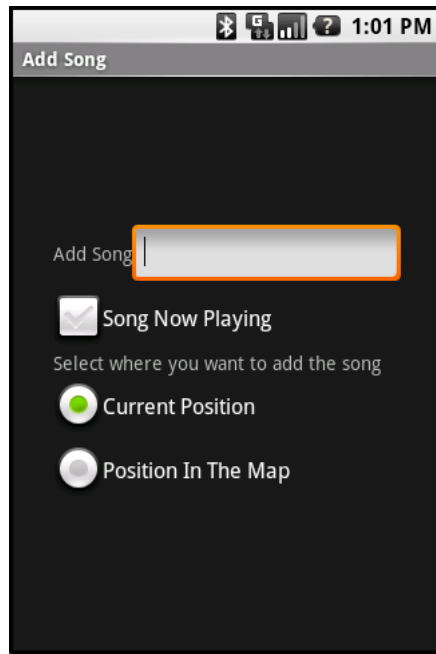 G ? 1:01 PM
Add Song
Add Song
Song Now Playing
Select where you want to add the song
Current Position
Position In The Map